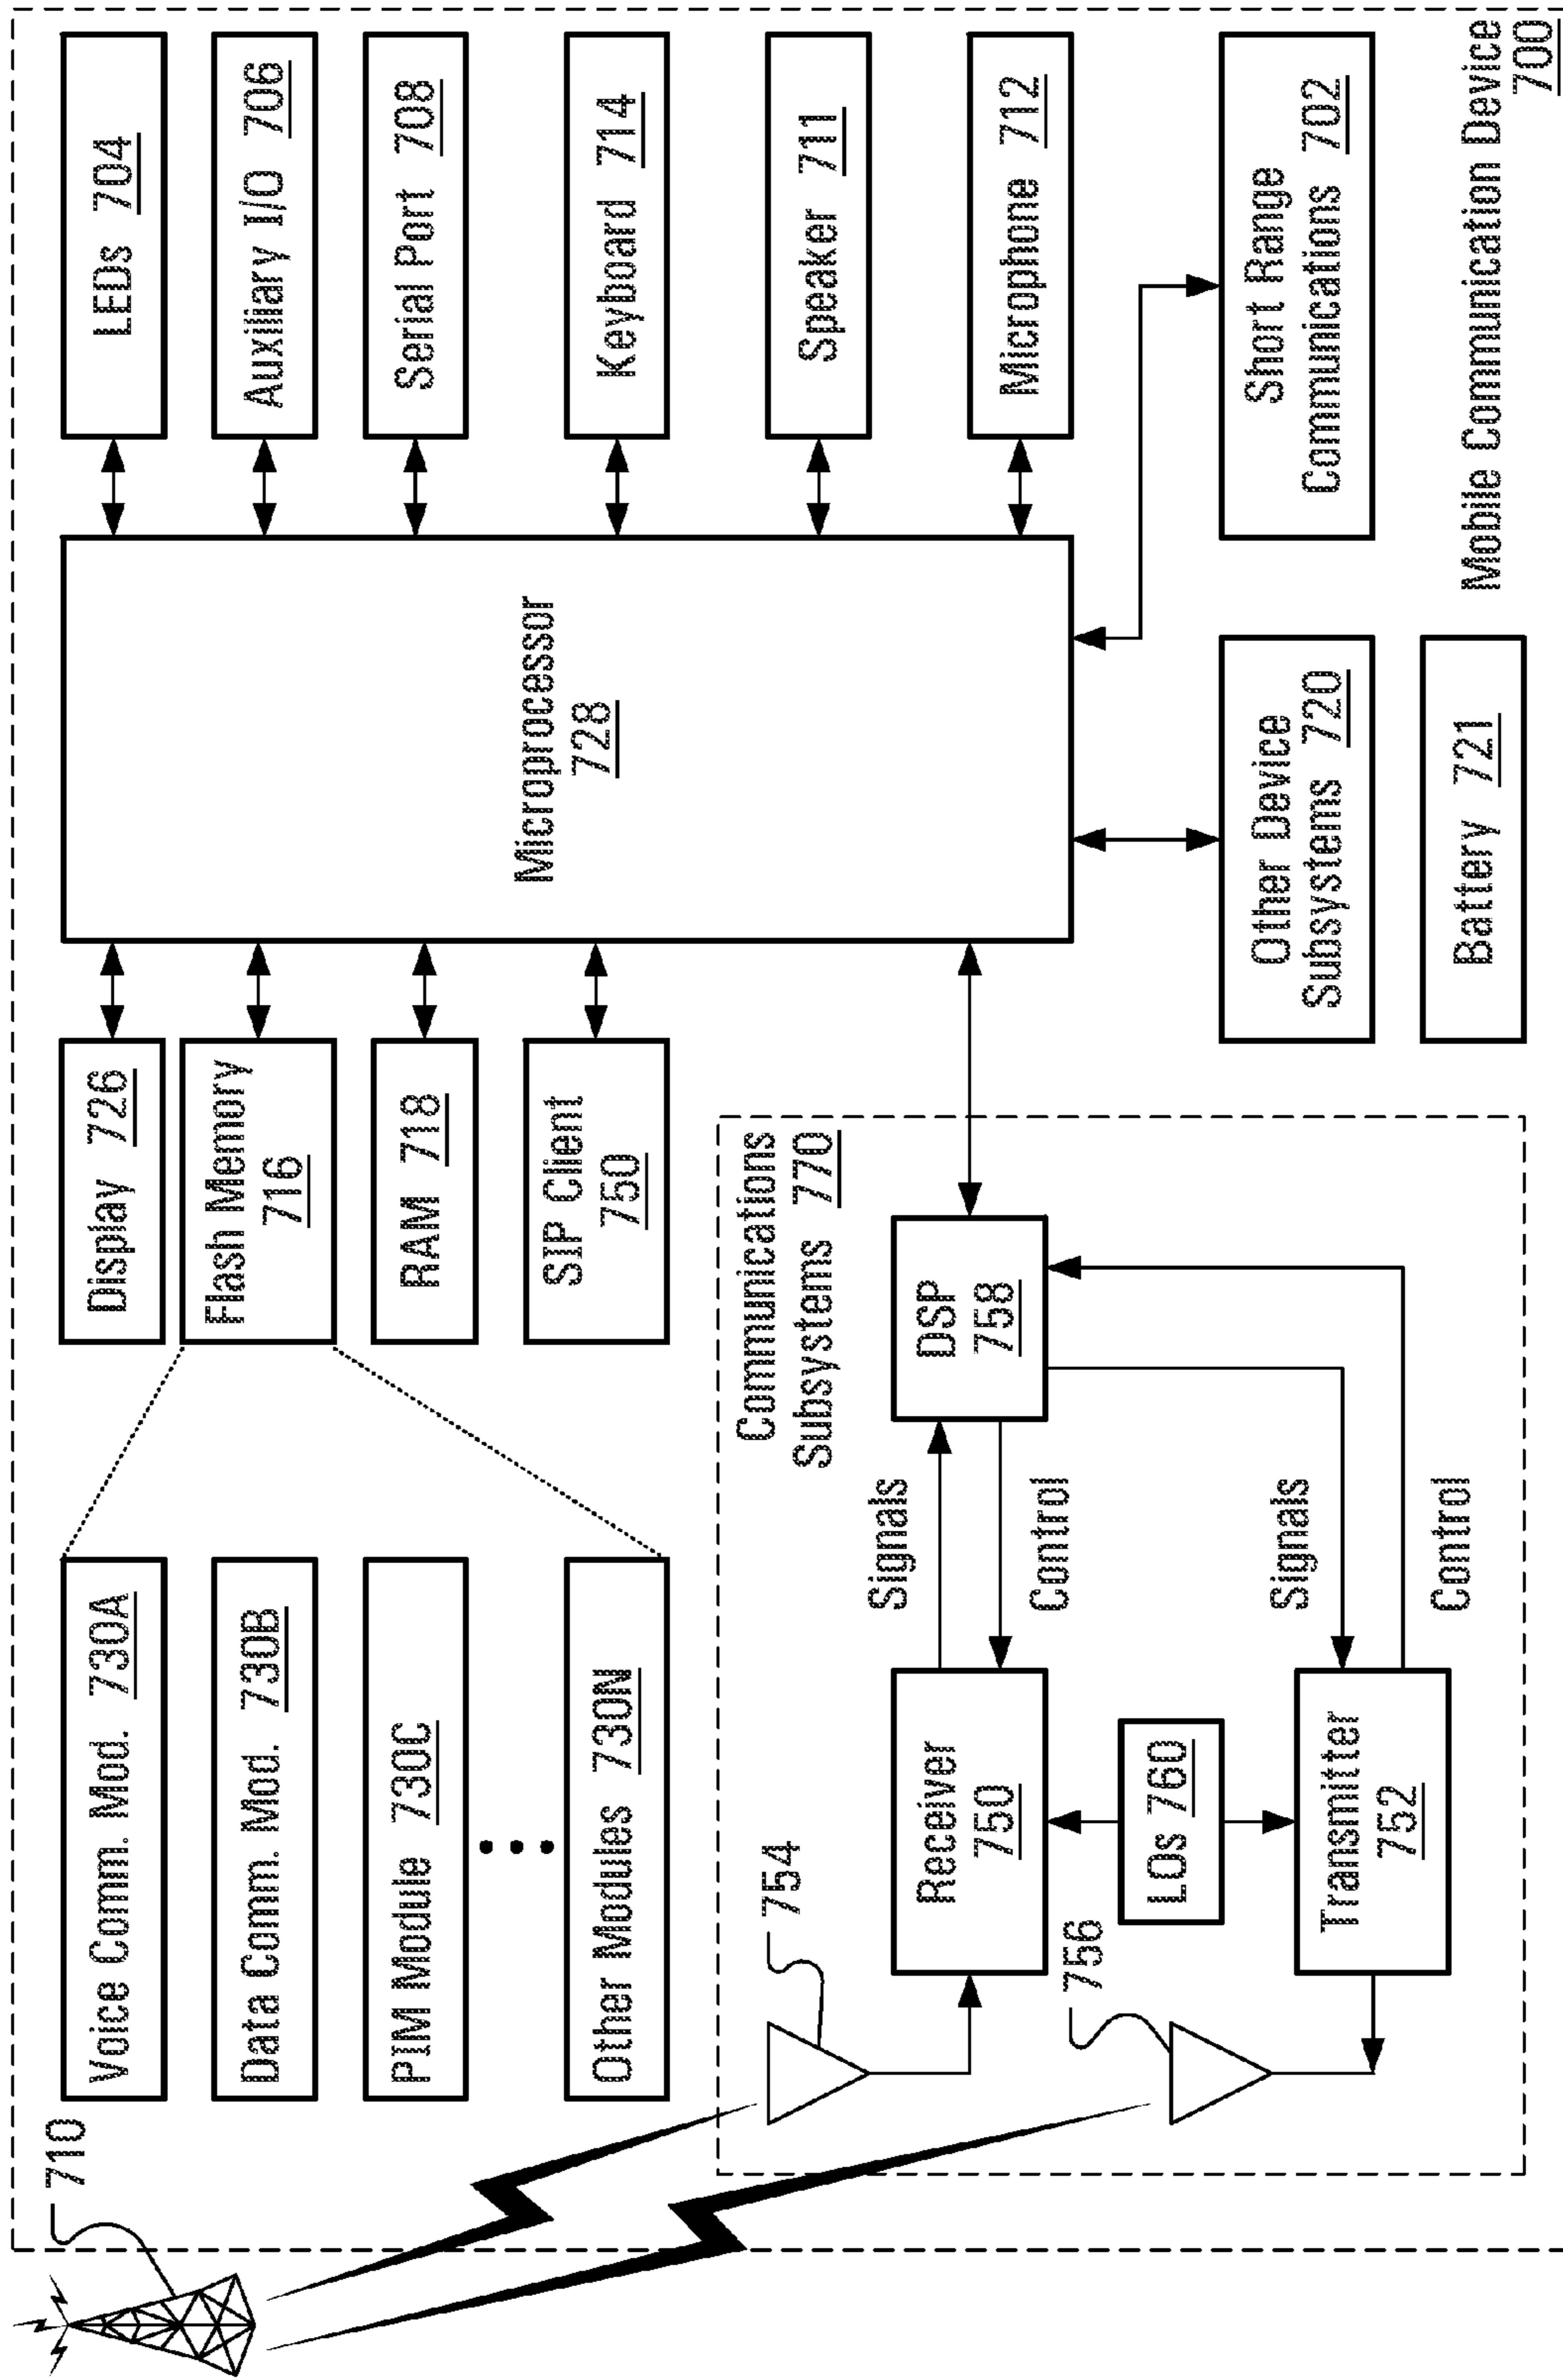 710
Voice Comm. Mod. 730A
Data Comm. Mod. 730B
PIM Module 730C
Other Modules 730N
Display 726
Flash Memory
716
RAM 718
SIP Client
750
Microprocessor
728
LEDs 704
Auxiliary I/O 706
Serial Port 708
Keyboard 714
Speaker 711
Microphone 712
Communications
Subsystems 770
754
Receiver
750
Signals
Control
DSP
758
756
LOs 760
Transmitter
752
Signals
Control
Other Device
Subsystems 720
Battery 721
Short Range
Communications 702
Mobile Communication Device
700